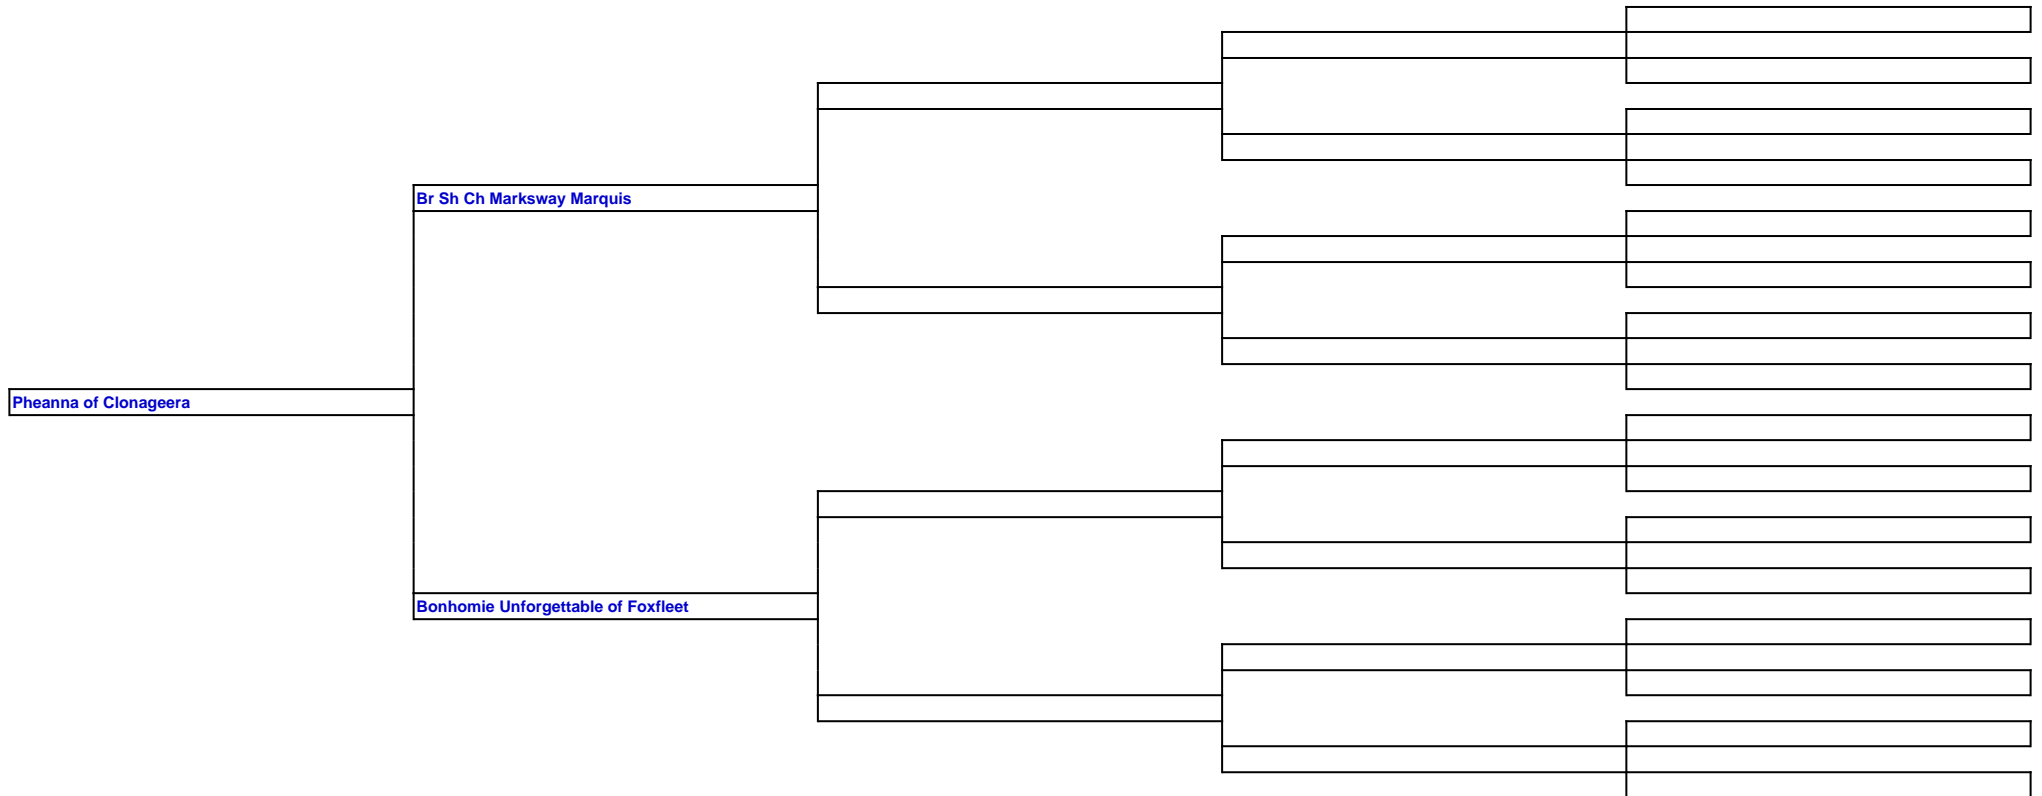 Br Sh Ch Marksway Marquis
Pheanna of Clonageera
Bonhomie Unforgettable of Foxfleet